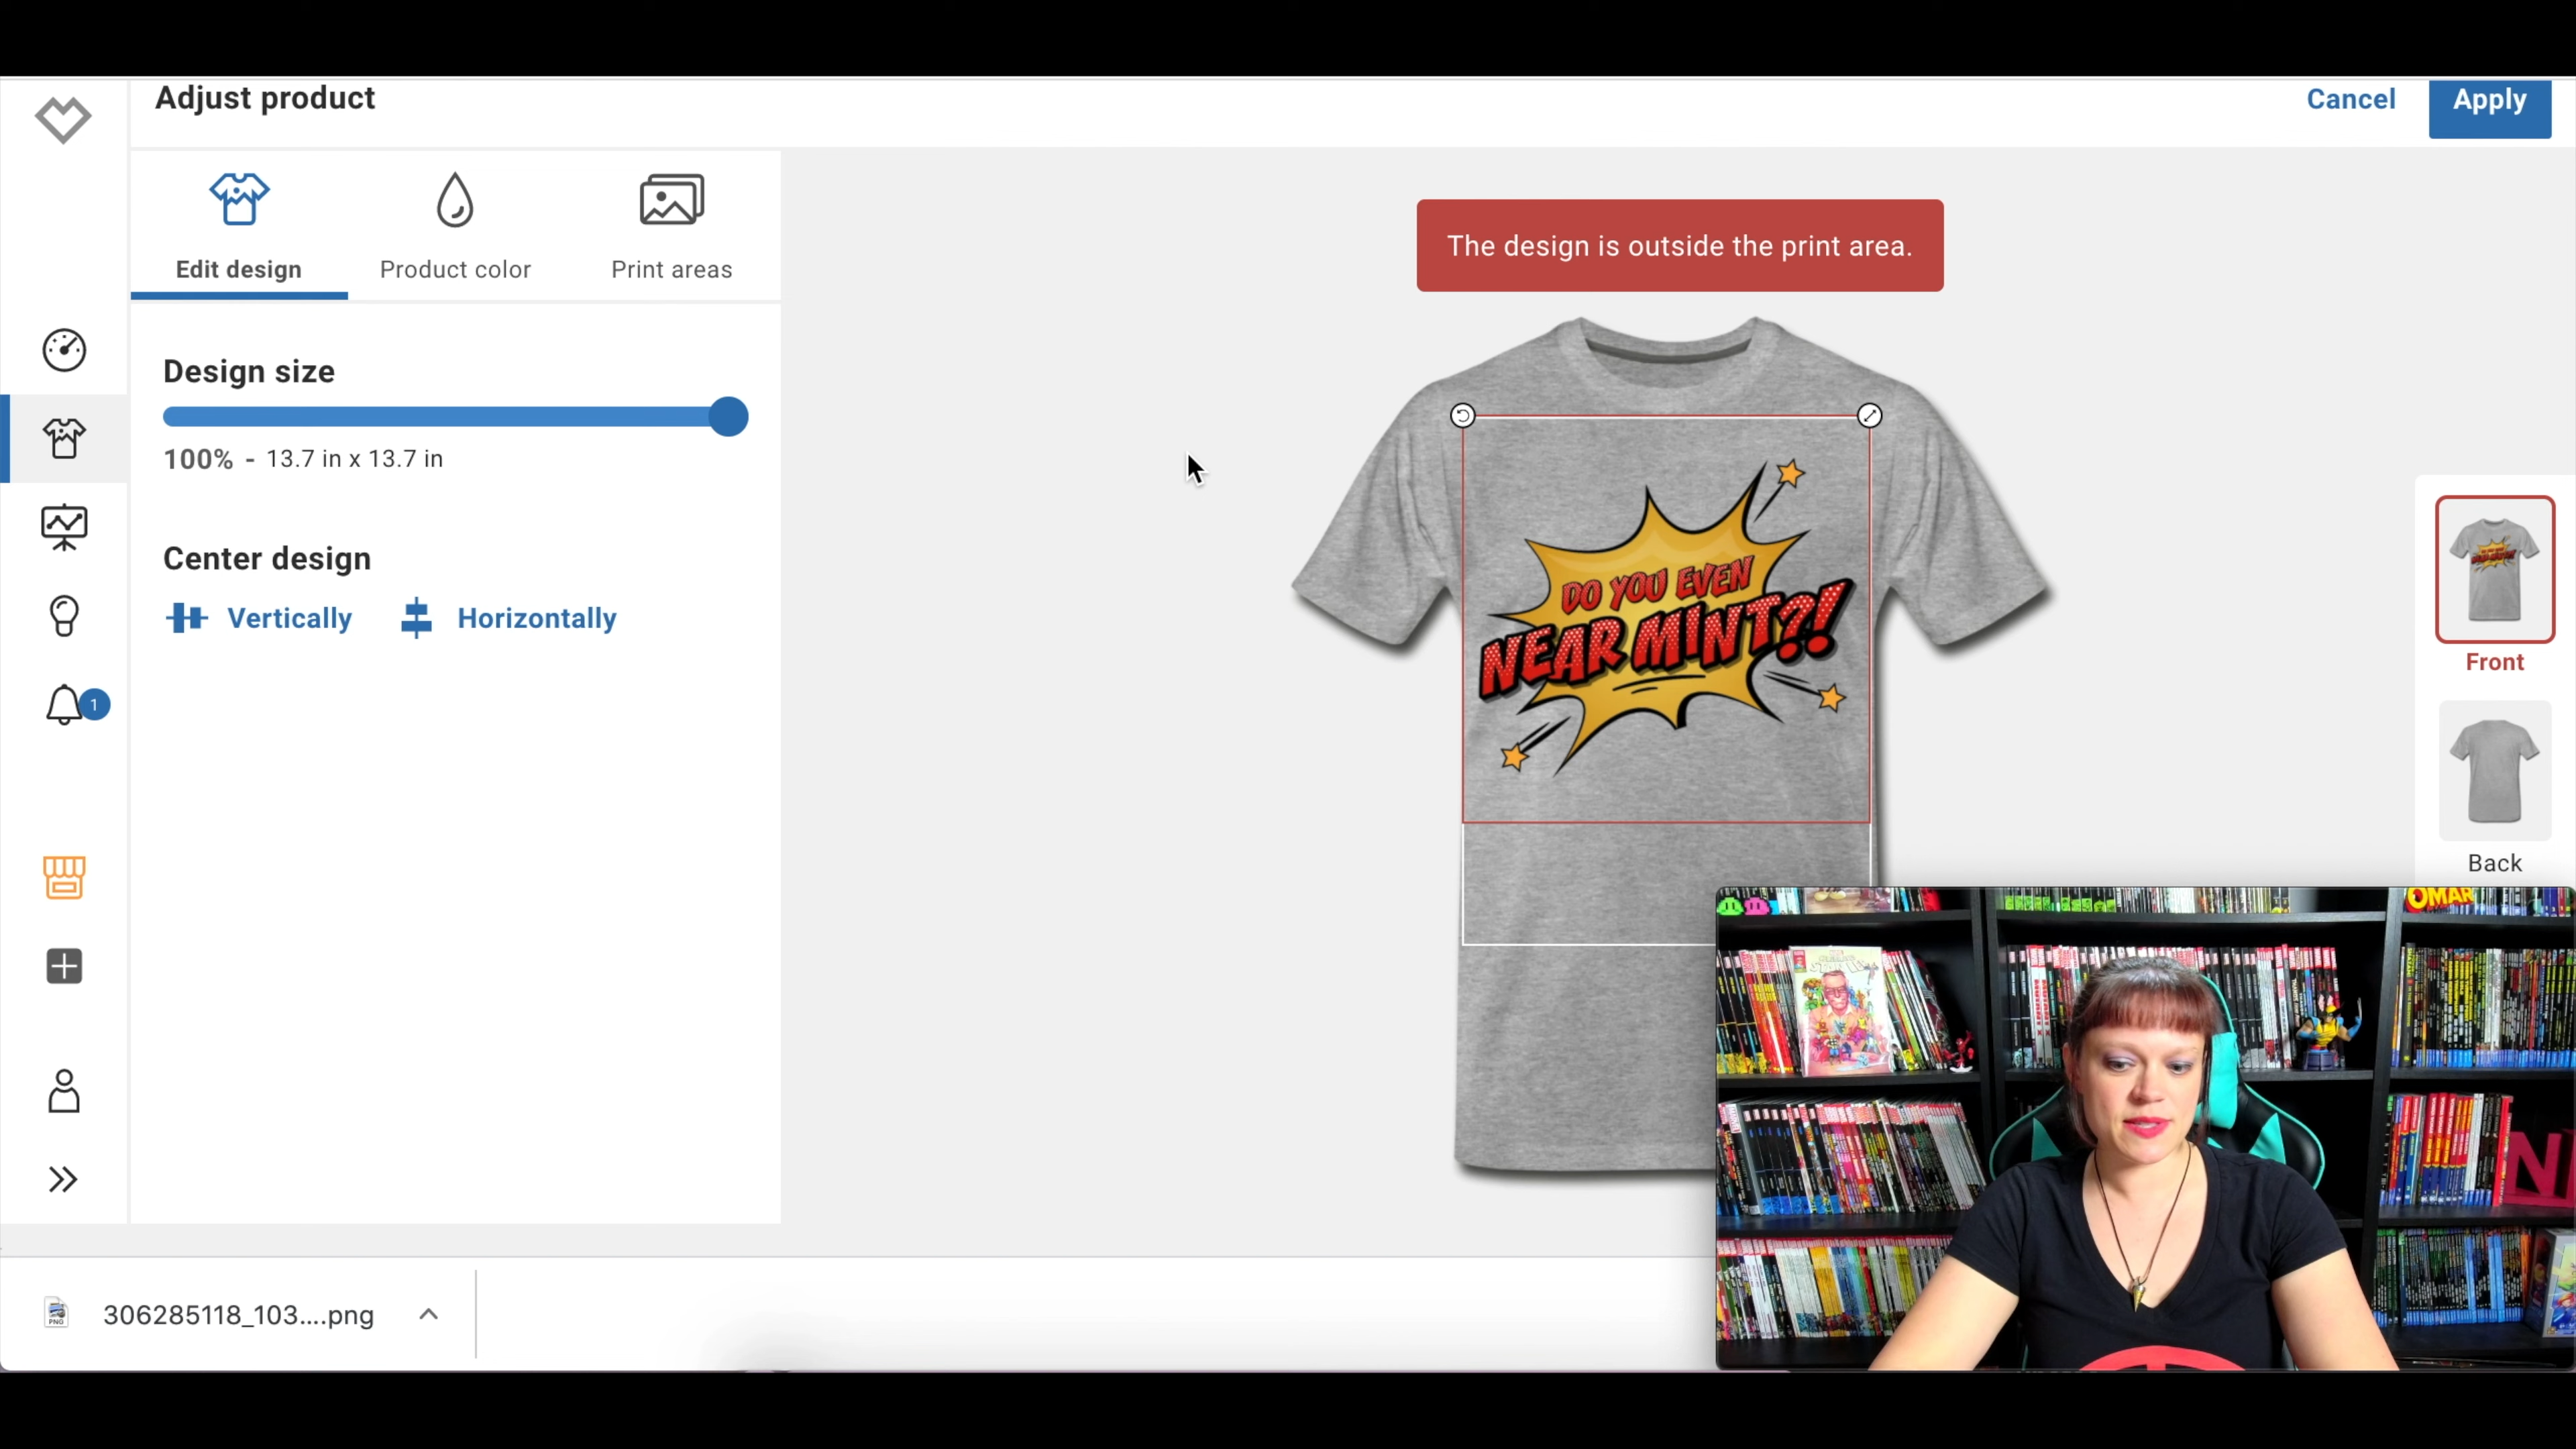 Adjust product
Cancel
Apply
Edit design
Product color
Print areas
The design is outside the print area.
Design size
100% - 13.7 in x 13.7 in
Center design
Vertically
Horizontally
DO YOU EVEN
NEAR MINT?!
Front
Back
1
306285118_103....png
PNG
OMAR